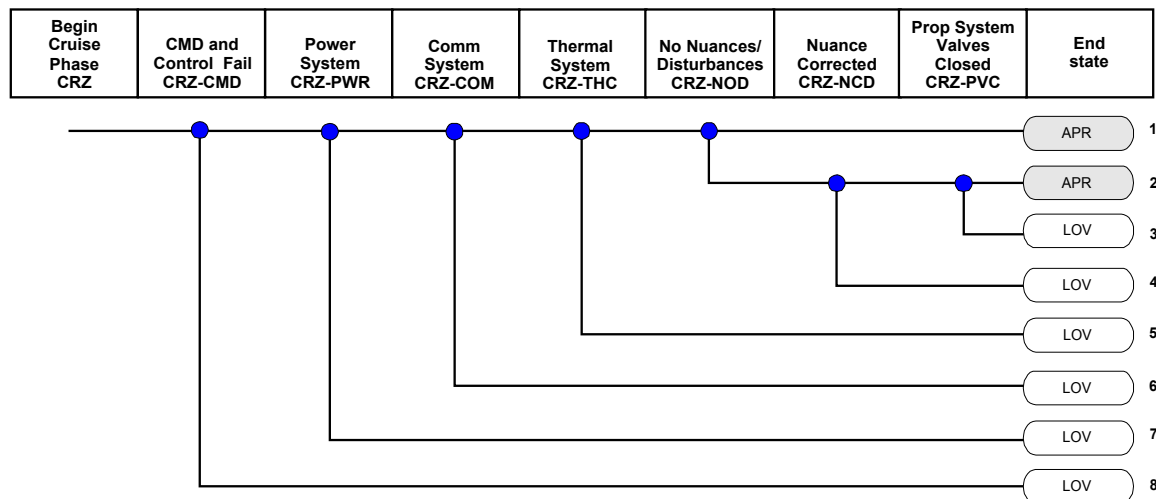 Begin
Cruise
Phase
CRZ
CMD and
Control Fail
CRZ-CMD
Power
System
CRZ-PWR
Comm
System
CRZ-COM
Thermal
System
CRZ-THC
No Nuances/
Disturbances
CRZ-NOD
Nuance
Corrected
CRZ-NCD
Prop System
Valves
Closed
CRZ-PVC
End
state
APR 1
APR 2
LOV 3
LOV 4
LOV 5
LOV 6
LOV 7
LOV 8